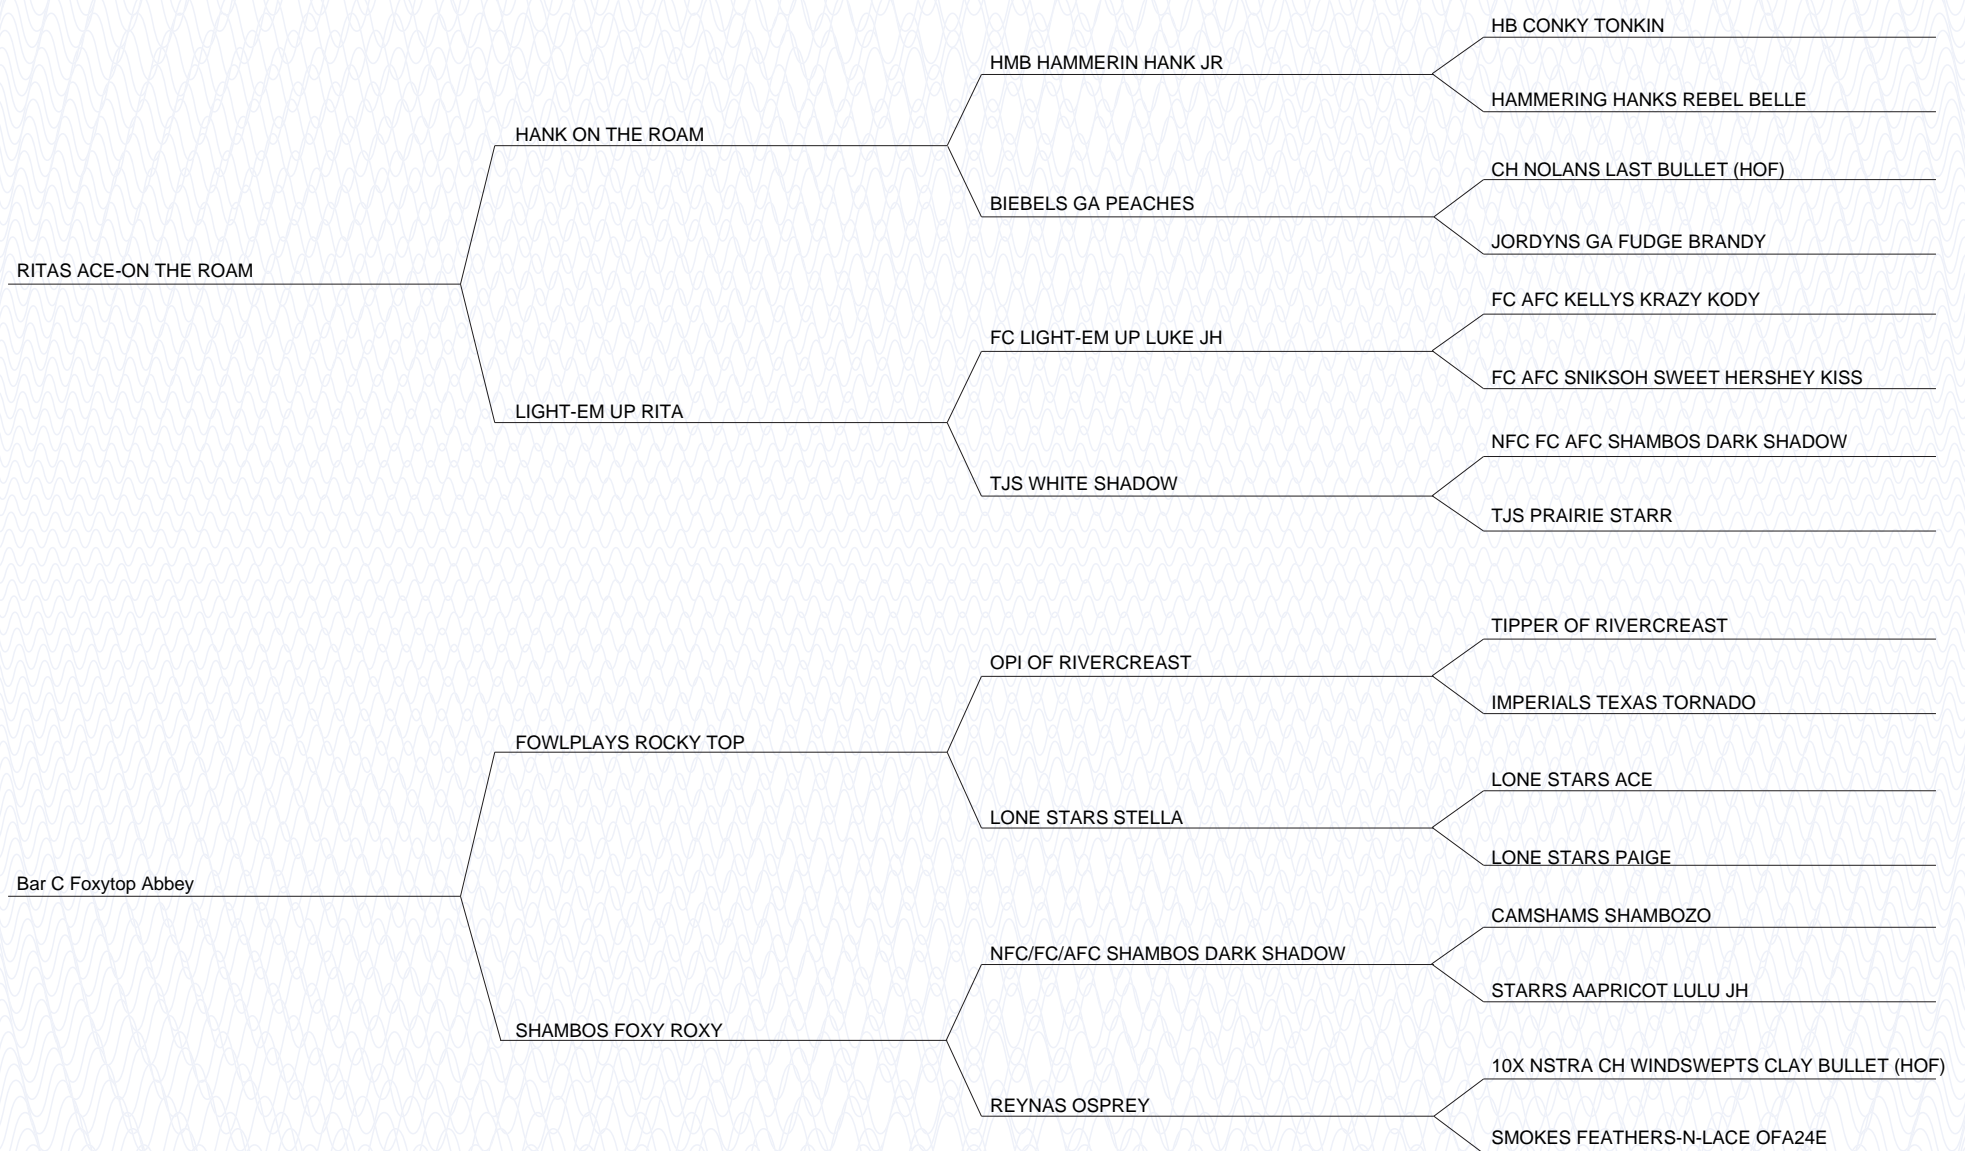 HB CONKY TONKIN
HMB HAMMERIN HANK JR
HAMMERING HANKS REBEL BELLE
HANK ON THE ROAM
CH NOLANS LAST BULLET (HOF)
BIEBELS GA PEACHES
JORDYNS GA FUDGE BRANDY
RITAS ACE-ON THE ROAM
FC AFC KELLYS KRAZY KODY
FC LIGHT-EM UP LUKE JH
FC AFC SNIKSOH SWEET HERSHEY KISS
LIGHT-EM UP RITA
NFC FC AFC SHAMBOS DARK SHADOW
TJS WHITE SHADOW
TJS PRAIRIE STARR
TIPPER OF RIVERCREAST
OPI OF RIVERCREAST
IMPERIALS TEXAS TORNADO
FOWLPLAYS ROCKY TOP
LONE STARS ACE
LONE STARS STELLA
LONE STARS PAIGE
Bar C Foxytop Abbey
CAMSHAMS SHAMBOZO
NFC/FC/AFC SHAMBOS DARK SHADOW
STARRS AAPRICOT LULU JH
SHAMBOS FOXY ROXY
10X NSTRA CH WINDSWEPTS CLAY BULLET (HOF)
REYNAS OSPREY
SMOKES FEATHERS-N-LACE OFA24E